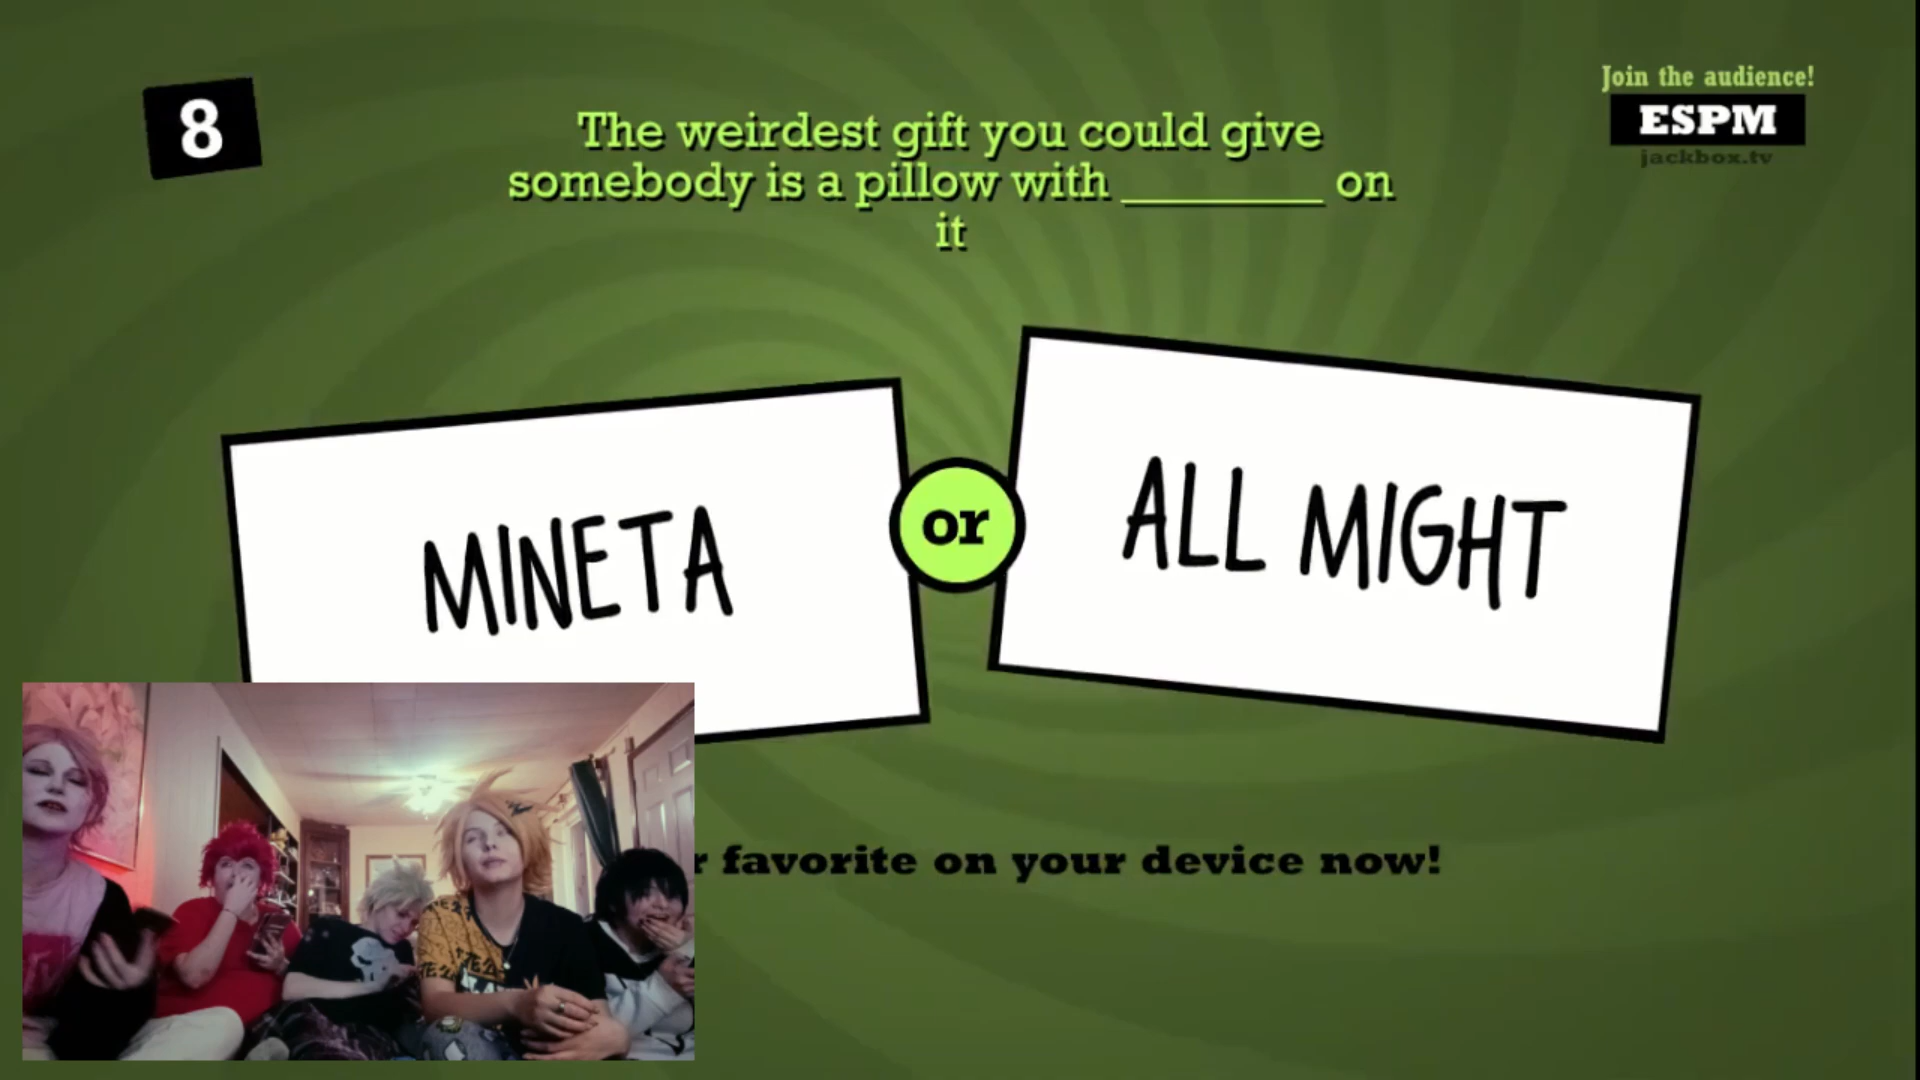 8
Join the audience!
ESPM
jackbox.tv
The weirdest gift you could give
somebody is a pillow with ________ on
it
MINETA
or
ALL MIGHT
favorite on your device now!